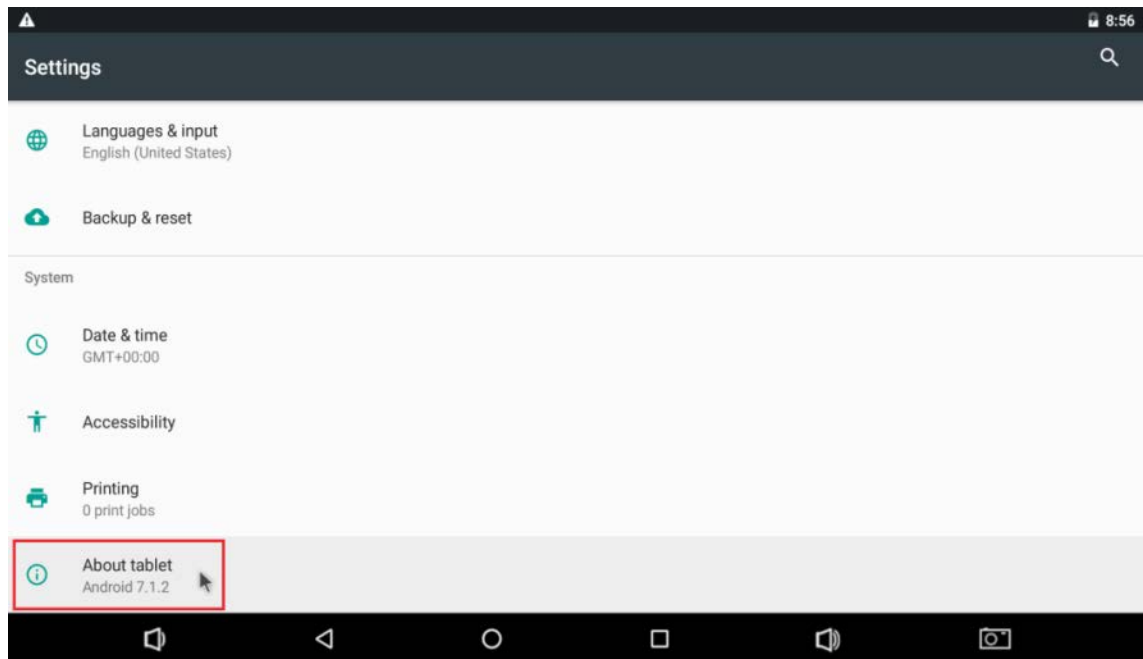 8:56
Settings
Languages & input
English (United States)
Backup & reset
System
Date & time
GMT+00:00
Accessibility
Printing
0 print jobs
About tablet
Android 7.1.2